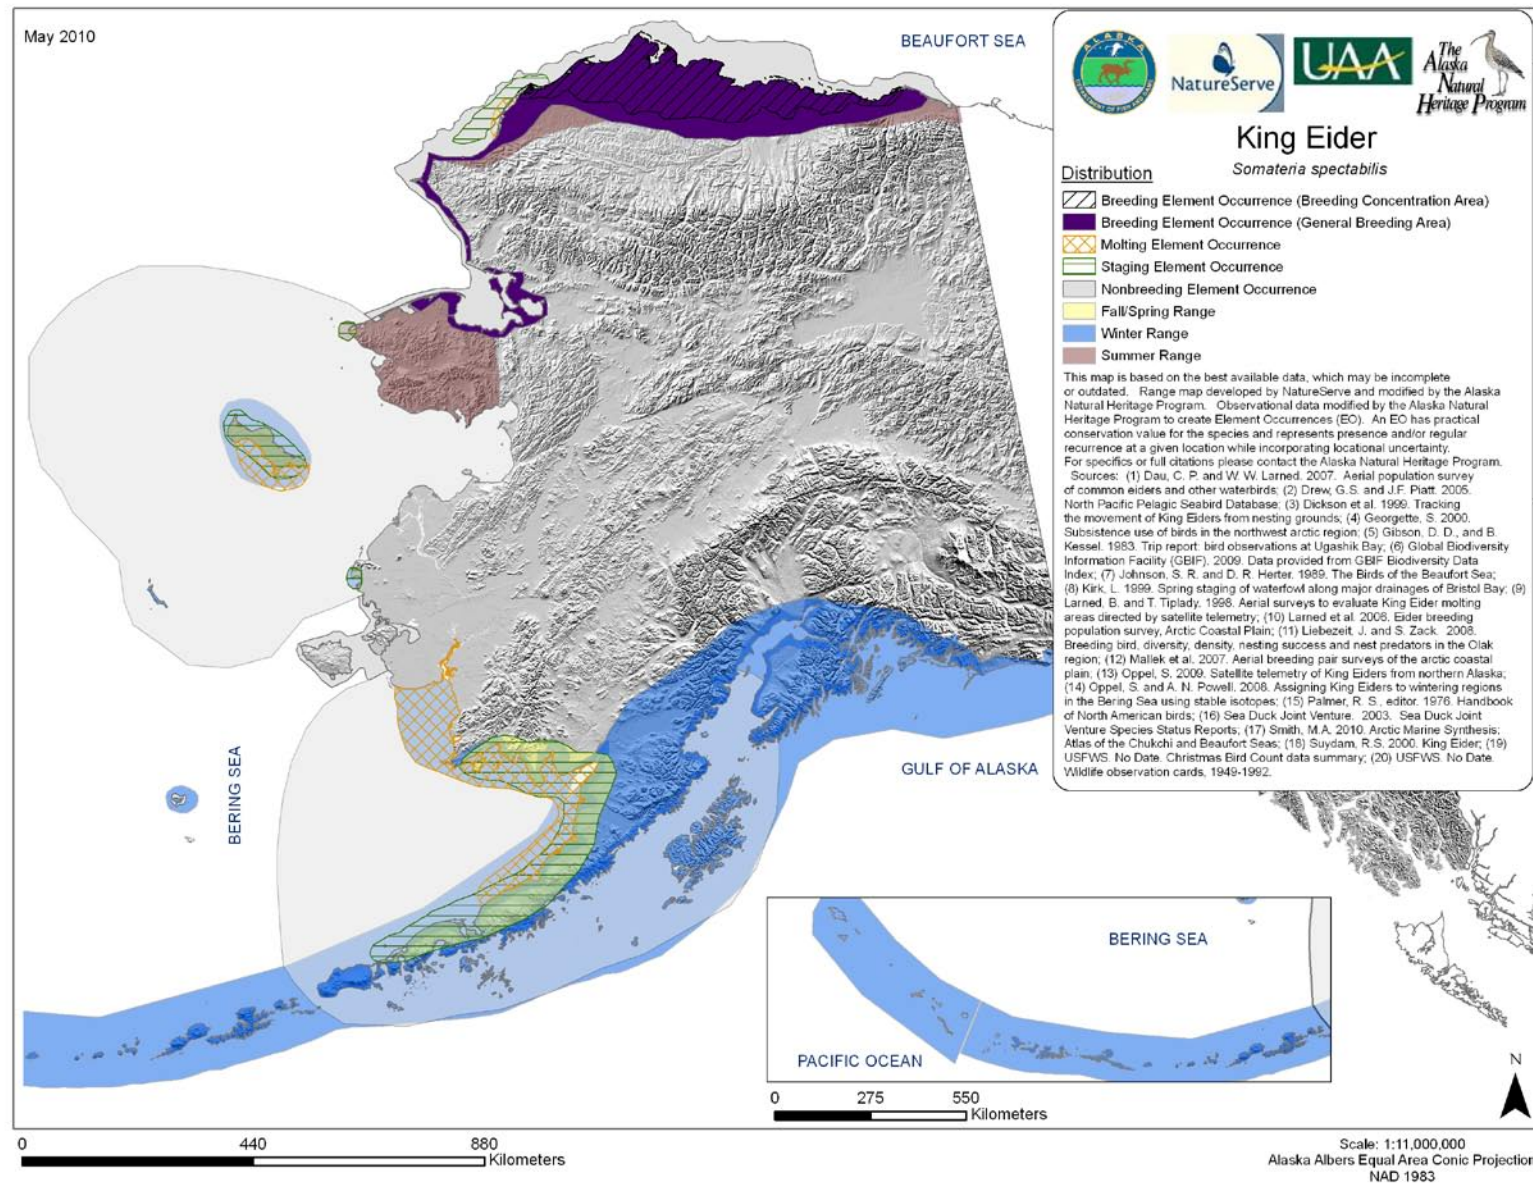 May 2010
BEAUFORT SEA
ALASKA
DEPARTMENT OF FISH AND GAME
NatureServe
UAA
The
Alaska
Natural
Heritage Program
King Eider
Somateria spectabilis
Distribution
Breeding Element Occurrence (Breeding Concentration Area)
Breeding Element Occurrence (General Breeding Area)
Molting Element Occurrence
Staging Element Occurrence
Nonbreeding Element Occurrence
Fall/Spring Range
Winter Range
Summer Range
This map is based on the best available data, which may be incomplete
or outdated. Range map developed by NatureServe and modified by the Alaska
Natural Heritage Program. Observational data modified by the Alaska Natural
Heritage Program to create Element Occurrences (EO). An EO has practical
conservation value for the species and represents presence and/or regular
recurrence at a given location while incorporating locational uncertainty.
For specifics or full citations please contact the Alaska Natural Heritage Program.
Sources: (1) Dau, C. P. and W. W. Larned. 2007. Aerial population survey
of common eiders and other waterbirds; (2) Drew, G.S. and J.F. Piatt. 2005.
North Pacific Pelagic Seabird Database; (3) Dickson et al. 1999. Tracking
the movement of King Eiders from nesting grounds; (4) Georgette, S. 2000.
Subsistence use of birds in the northwest arctic region; (5) Gibson, D. D., and B.
Kessel. 1983. Trip report: bird observations at Ugashik Bay; (6) Global Biodiversity
Information Facility (GBIF). 2009. Data provided from GBIF Biodiversity Data
Index; (7) Johnson, S. R. and D. R. Herter. 1989. The Birds of the Beaufort Sea;
(8) Kirk, L. 1999. Spring staging of waterfowl along major drainages of Bristol Bay; (9)
Larned, B. and T. Tiplady. 1998. Aerial surveys to evaluate King Eider molting
areas directed by satellite telemetry; (10) Larned et al. 2006. Eider breeding
population survey, Arctic Coastal Plain; (11) Liebezeit, J. and S. Zack. 2008.
Breeding bird, diversity, density, nesting success and nest predators in the Olak
region; (12) Mallek et al. 2007. Aerial breeding pair surveys of the arctic coastal
plain; (13) Oppel, S. 2009. Satellite telemetry of King Eiders from northern Alaska;
(14) Oppel, S. and A. N. Powell. 2008. Assigning King Eiders to wintering regions
in the Bering Sea using stable isotopes; (15) Palmer, R. S., editor. 1976. Handbook
of North American birds; (16) Sea Duck Joint Venture. 2003. Sea Duck Joint
Venture Species Status Reports; (17) Smith, M.A. 2010. Arctic Marine Synthesis:
Atlas of the Chukchi and Beaufort Seas; (18) Suydam, R.S. 2000. King Eider; (19)
USFWS. No Date. Christmas Bird Count data summary; (20) USFWS. No Date.
Wildlife observation cards, 1949-1992.
GULF OF ALASKA
BERING SEA
BERING SEA
PACIFIC OCEAN
0 275 550
Kilometers
N
0 440 880
Kilometers
Scale: 1:11,000,000
Alaska Albers Equal Area Conic Projection
NAD 1983